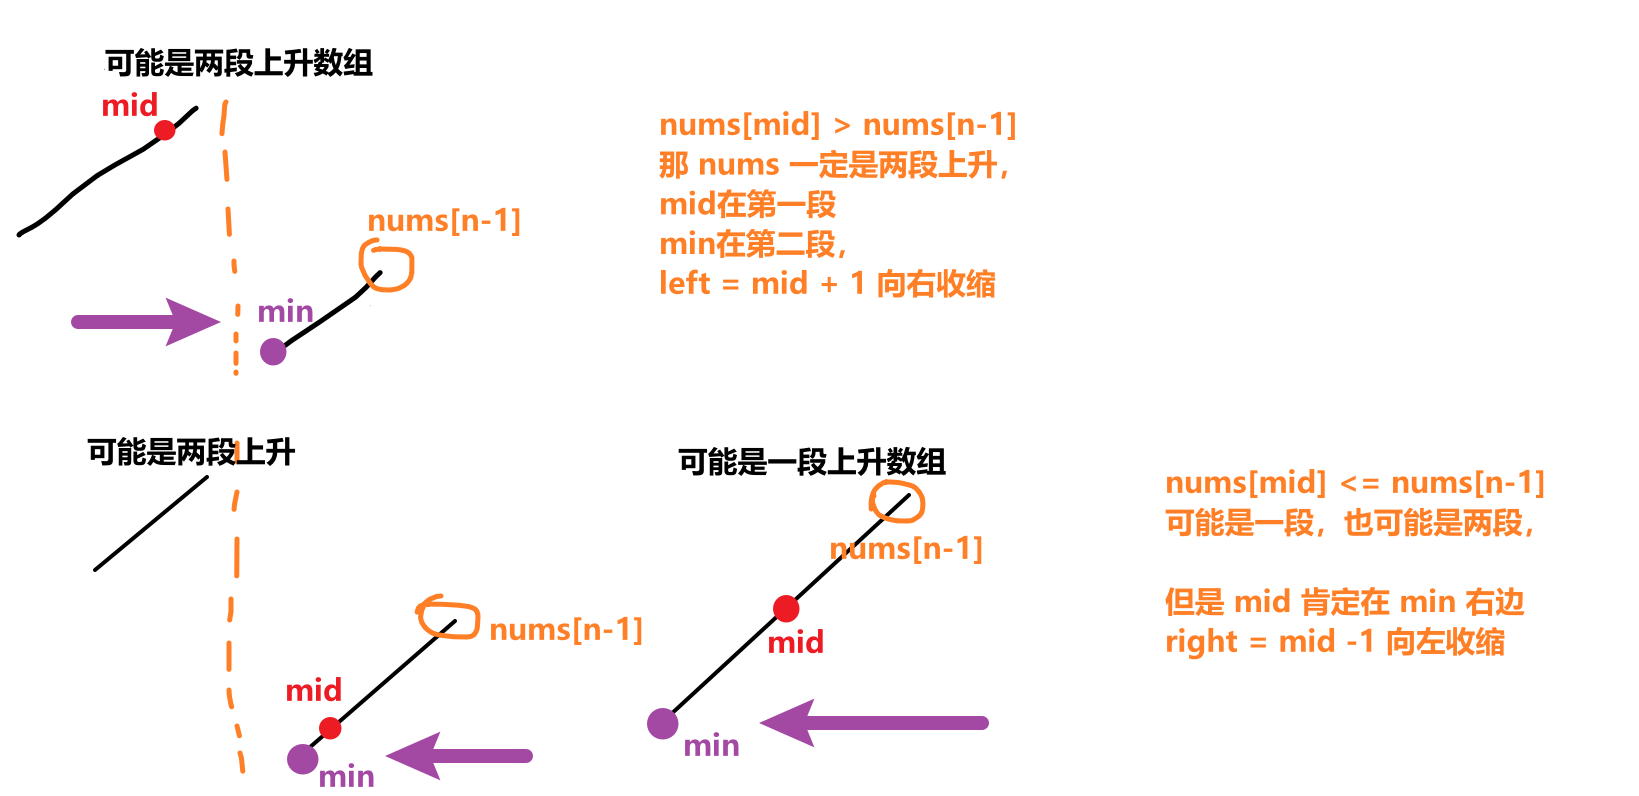 可能是两段上升数组
mid
nums[n-1]
min
nums[mid] > nums[n-1]
那 nums 一定是两段上升，
mid在第一段
min在第二段，
left = mid + 1 向右收缩
可能是两段上升
nums[n-1]
mid
min
可能是一段上升数组
nums[n-1]
mid
min
nums[mid] <= nums[n-1]
可能是一段，也可能是两段，
但是 mid 肯定在 min 右边
right = mid -1 向左收缩